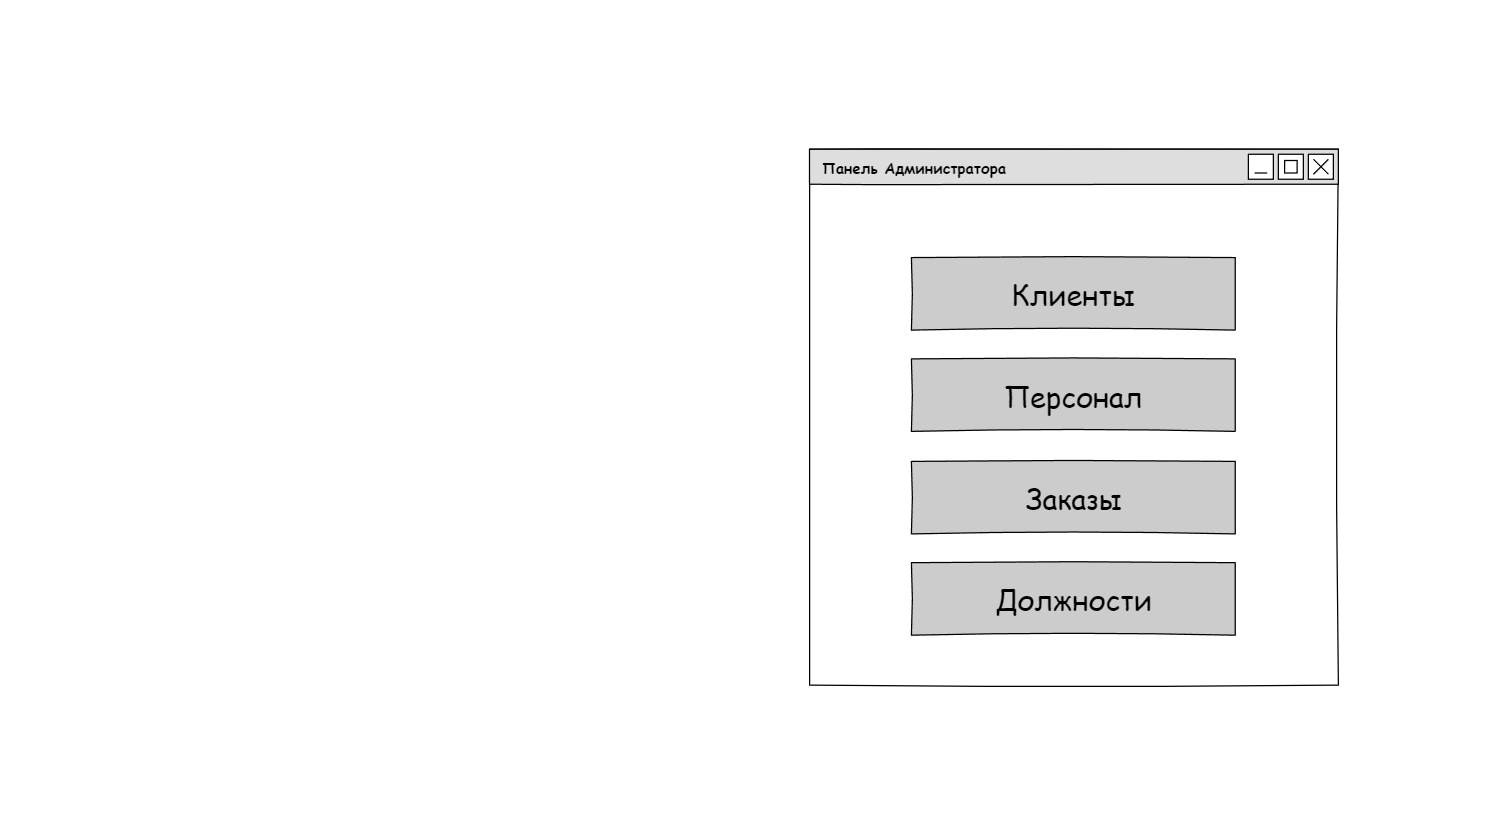 Панель Администратора
Клиенты
Персонал
Заказы
Должности